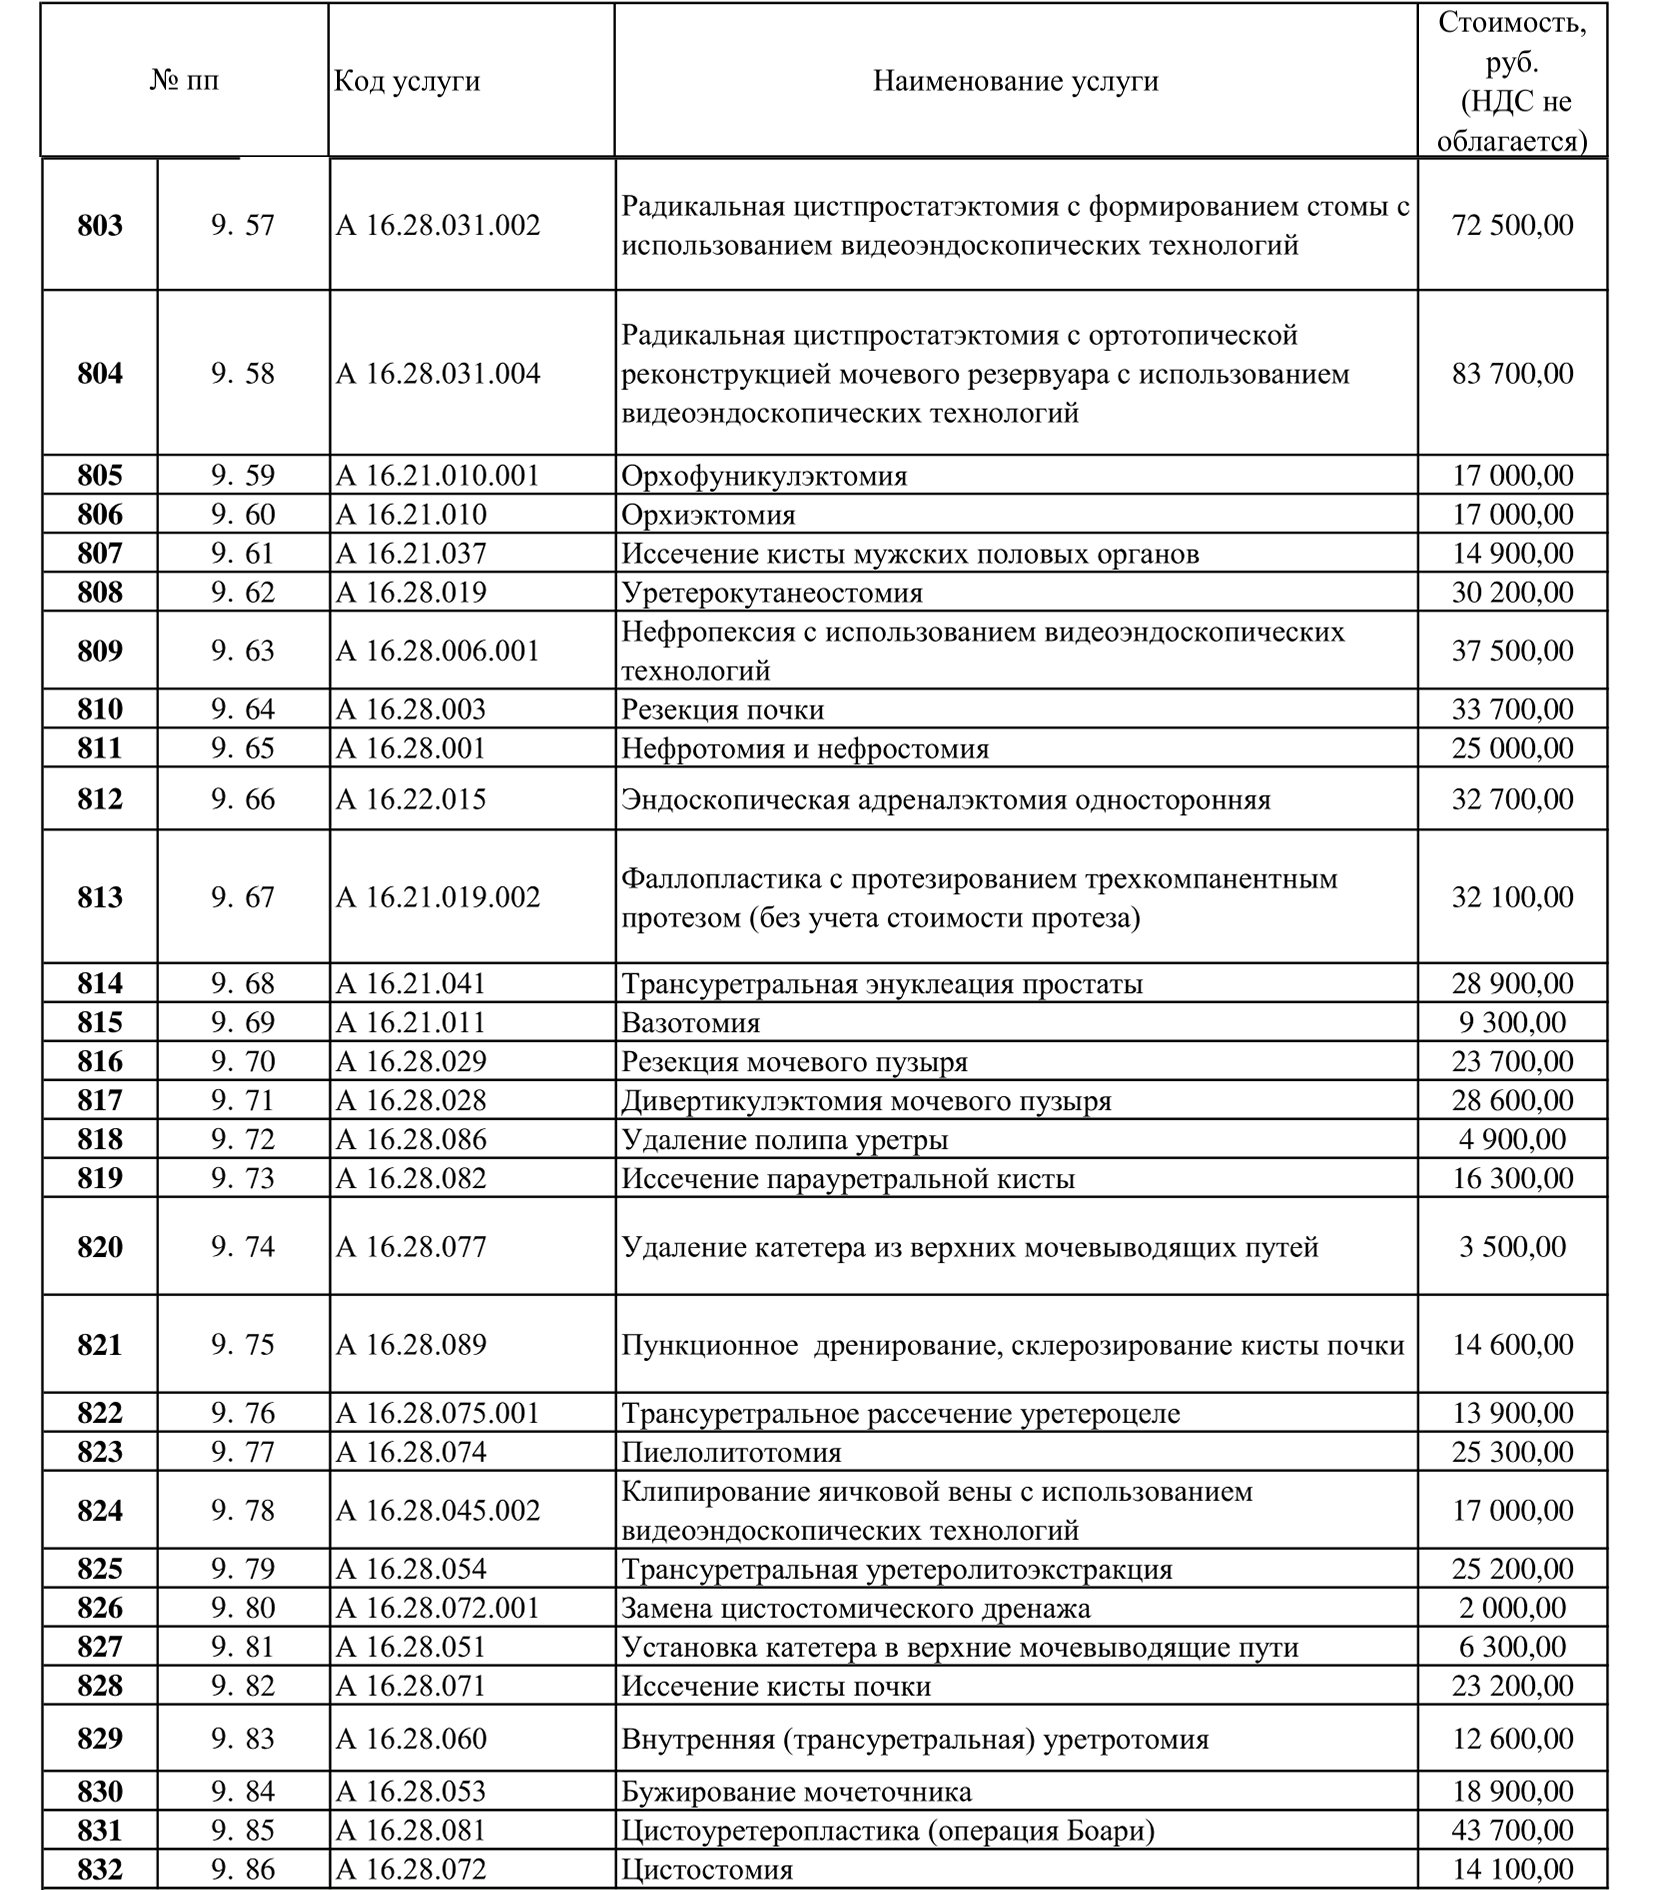 № пп Код услуги Наименование услуги Стоимость, руб. (НДС не облагается)
803 9. 57 А 16.28.031.002 Радикальная цистпростатэктомия с формированием стомы с
использованием видеоэндоскопических технологий 72 500,00
804 9. 58 А 16.28.031.004 Радикальная цистпростатэктомия с ортотопической
реконструкцией мочевого резервуара с использованием
видеоэндоскопических технологий 83 700,00
805 9. 59 А 16.21.010.001 Орхофуникулэктомия 17 000,00
806 9. 60 А 16.21.010 Орхиэктомия 17 000,00
807 9. 61 А 16.21.037 Иссечение кисты мужских половых органов 14 900,00
808 9. 62 А 16.28.019 Уретерокутанеостомия 30 200,00
809 9. 63 А 16.28.006.001 Нефропексия с использованием видеоэндоскопических
технологий 37 500,00
810 9. 64 А 16.28.003 Резекция почки 33 700,00
811 9. 65 А 16.28.001 Нефротомия и нефростомия 25 000,00
812 9. 66 А 16.22.015 Эндоскопическая адреналэктомия односторонняя 32 700,00
813 9. 67 А 16.21.019.002 Фаллопластика с протезированием трехкомпанентным
протезом (без учета стоимости протеза) 32 100,00
814 9. 68 А 16.21.041 Трансуретральная энуклеация простаты 28 900,00
815 9. 69 А 16.21.011 Вазотомия 9 300,00
816 9. 70 А 16.28.029 Резекция мочевого пузыря 23 700,00
817 9. 71 А 16.28.028 Дивертикулэктомия мочевого пузыря 28 600,00
818 9. 72 А 16.28.086 Удаление полипа уретры 4 900,00
819 9. 73 А 16.28.082 Иссечение парауретральной кисты 16 300,00
820 9. 74 А 16.28.077 Удаление катетера из верхних мочевыводящих путей 3 500,00
821 9. 75 А 16.28.089 Пункционное  дренирование, склерозирование кисты почки 14 600,00
822 9. 76 А 16.28.075.001 Трансуретральное рассечение уретероцеле 13 900,00
823 9. 77 А 16.28.074 Пиелолитотомия 25 300,00
824 9. 78 А 16.28.045.002 Клипирование яичковой вены с использованием
видеоэндоскопических технологий 17 000,00
825 9. 79 А 16.28.054 Трансуретральная уретеролитоэкстракция 25 200,00
826 9. 80 А 16.28.072.001 Замена цистостомического дренажа 2 000,00
827 9. 81 А 16.28.051 Установка катетера в верхние мочевыводящие пути 6 300,00
828 9. 82 А 16.28.071 Иссечение кисты почки 23 200,00
829 9. 83 А 16.28.060 Внутренняя (трансуретральная) уретротомия 12 600,00
830 9. 84 А 16.28.053 Бужирование мочеточника 18 900,00
831 9. 85 А 16.28.081 Цистоуретеропластика (операция Боари) 43 700,00
832 9. 86 А 16.28.072 Цистостомия 14 100,00